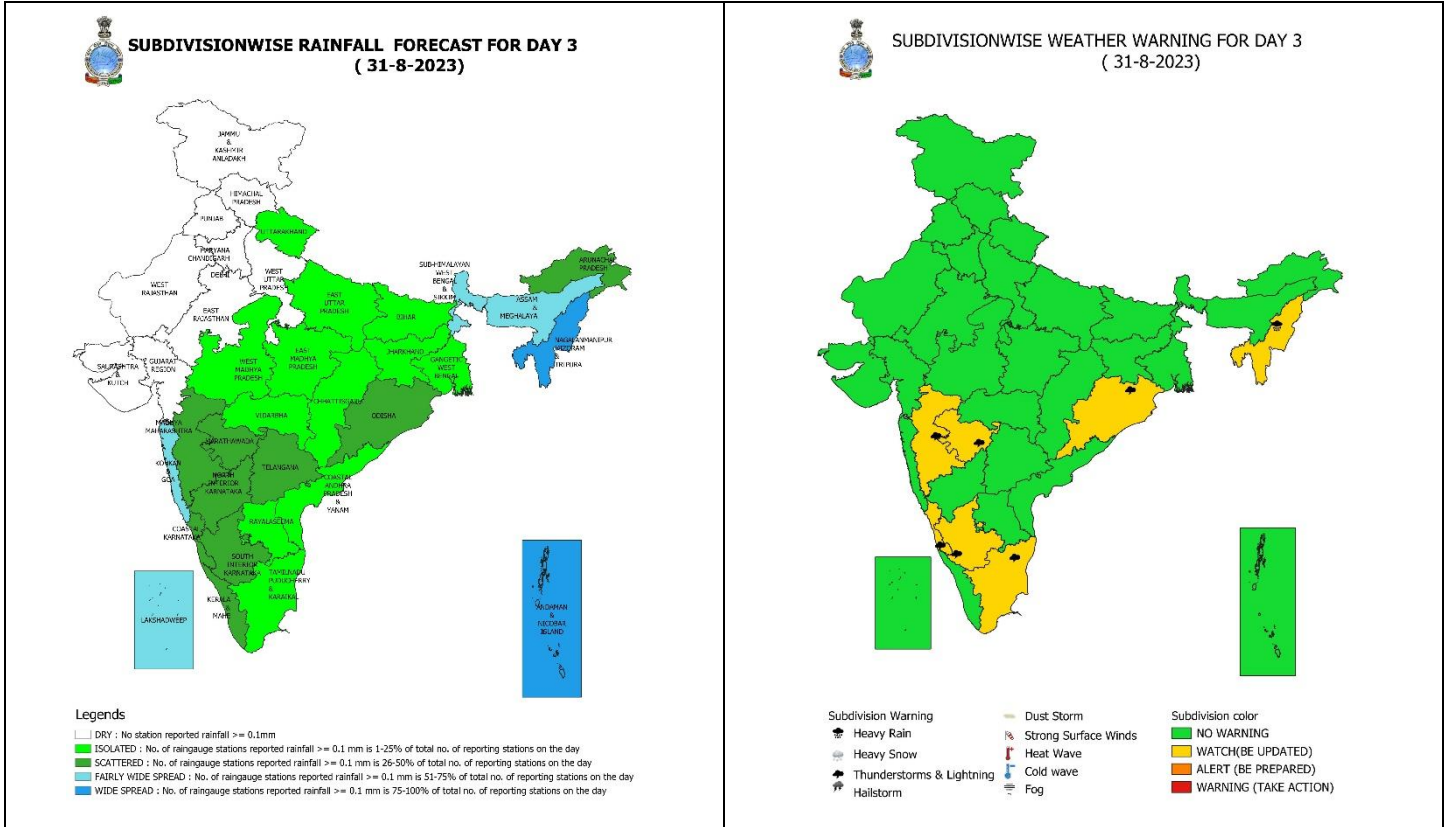 SUBDIVISIONWISE RAINFALL FORECAST FOR DAY 3
( 31-8-2023)
JAMMU
&
KASHMIR
ANLADAKH
HIMACHAL
PRADESH
PUNJAB
UTTARAKHAND
HARYANA
CHANDIGARH
&
DELHI
WEST
UTTAR
PRADESH
WEST
RAJASTHAN
EAST
RAJASTHAN
EAST
UTTAR
PRADESH
SUB-HIMALAYAN
WEST
BENGAL
&
SIKKIM
ARUNACHAL
PRADESH
ASSAM
&
MEGHALAYA
BIHAR
NAGALANMANIPUR
MIZORAM
&
TRIPURA
SAURASHTRA
&
KUTCH
GUJARAT
REGION
WEST
MADHYA
PRADESH
EAST
MADHYA
PRADESH
JHARKHAND
GANGETIC
WEST
BENGAL
CHHATTISGARH
ODISHA
VIDARBHA
MADHYA
MAHARASHTRA
MARATHAWADA
KONKAN
&
GOA
TELANGANA
NORTH
INTERIOR
KARNATAKA
COASTAL
ANDHRA
PRADESH
&
YANAM
RAYALASEEMA
COASTAL
KARNATAKA
SOUTH
INTERIOR
KARNATAKA
TAMILNADU
PUDUCHERRY
&
KARAIKAL
KERALA
&
MAHE
LAKSHADWEEP
ANDAMAN
&
NICOBAR
ISLAND
Legends
DRY : No station reported rainfall >= 0.1mm
ISOLATED : No. of raingauge stations reported rainfall >= 0.1 mm is 1-25% of total no. of reporting stations on the day
SCATTERED : No. of raingauge stations reported rainfall >= 0.1 mm is 26-50% of total no. of reporting stations on the day
FAIRLY WIDE SPREAD : No. of raingauge stations reported rainfall >= 0.1 mm is 51-75% of total no. of reporting stations on the day
WIDE SPREAD : No. of raingauge stations reported rainfall >= 0.1 mm is 75-100% of total no. of reporting stations on the day
SUBDIVISIONWISE WEATHER WARNING FOR DAY 3
( 31-8-2023)
Subdivision Warning
Heavy Rain
Heavy Snow
Thunderstorms & Lightning
Hailstorm
Dust Storm
Strong Surface Winds
Heat Wave
Cold wave
Fog
Subdivision color
NO WARNING
WATCH(BE UPDATED)
ALERT (BE PREPARED)
WARNING (TAKE ACTION)